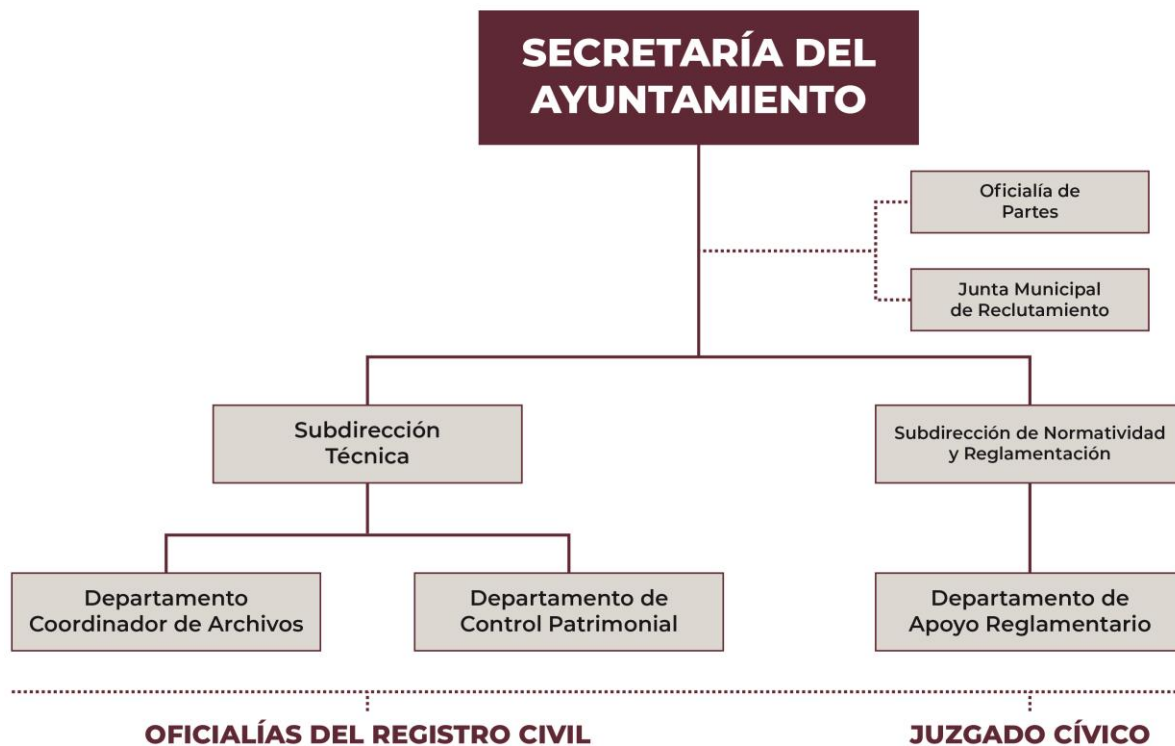 SECRETARÍA DEL
AYUNTAMIENTO
Oficialía de
Partes
Junta Municipal
de Reclutamiento
Subdirección
Técnica
Subdirección de Normatividad
y Reglamentación
Departamento
Coordinador de Archivos
Departamento de
Control Patrimonial
Departamento de
Apoyo Reglamentario
OFICIALÍAS DEL REGISTRO CIVIL
JUZGADO CÍVICO